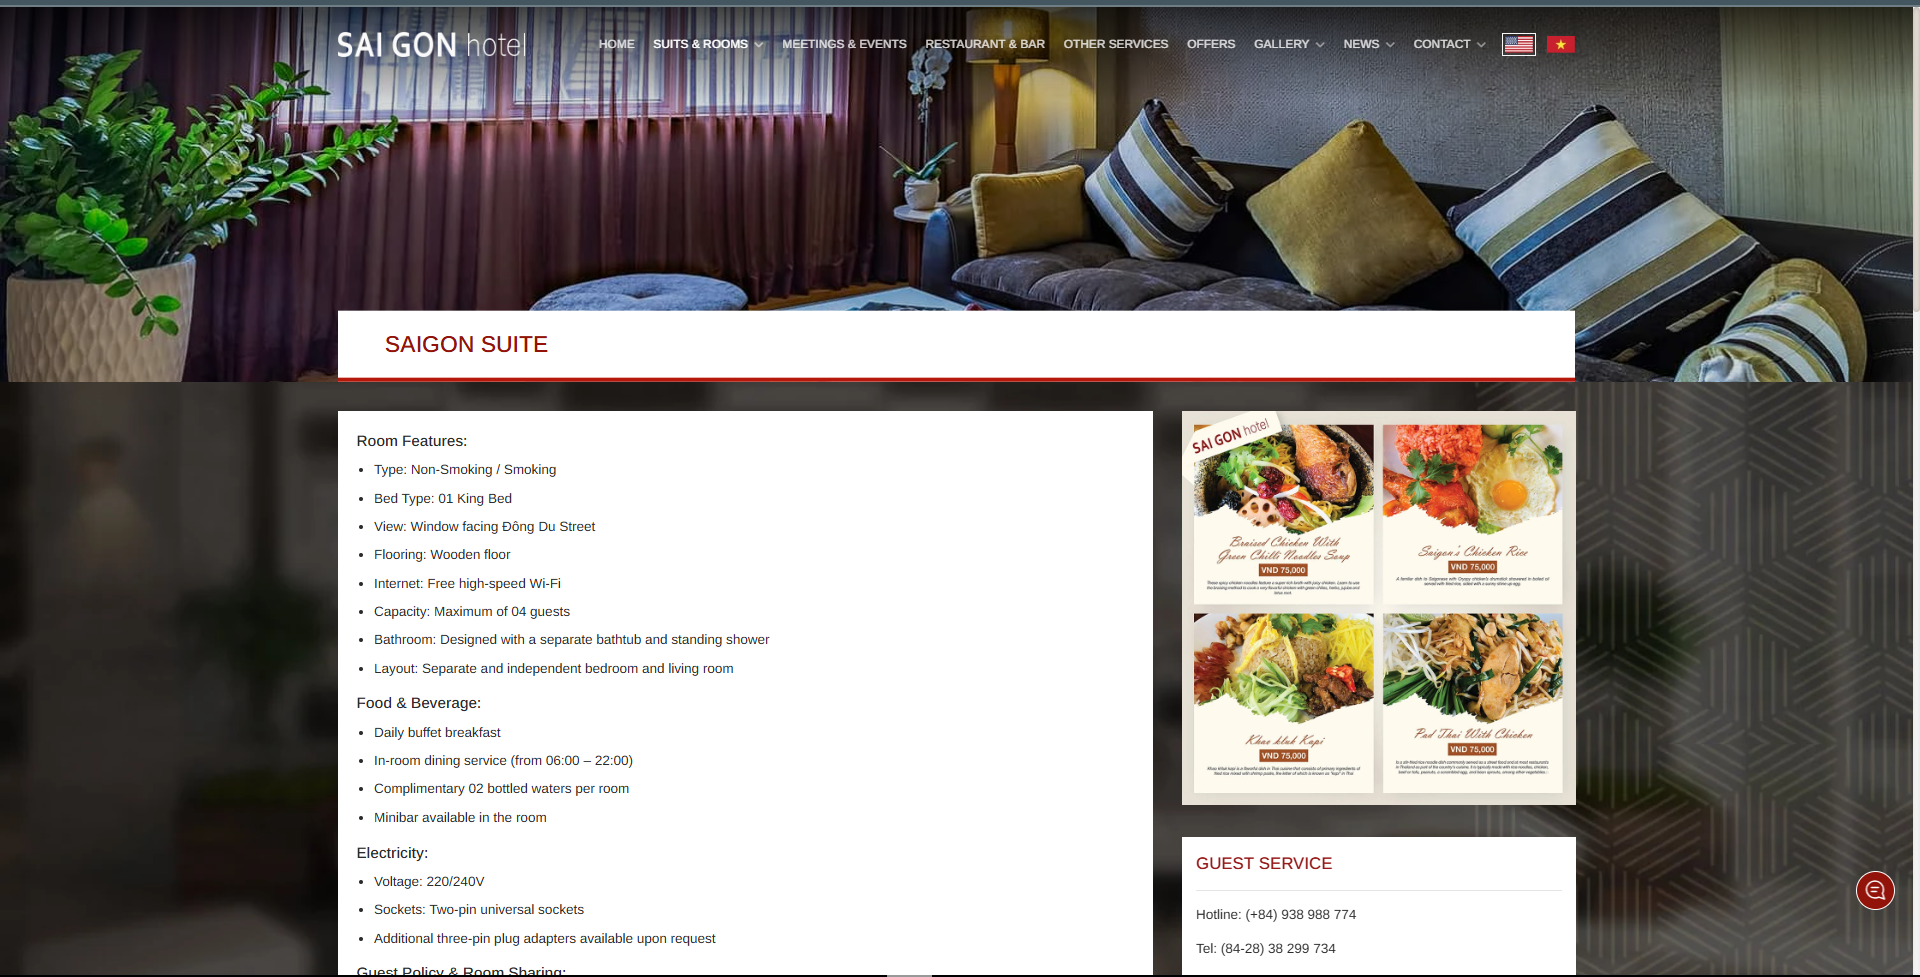 SAI GON hotel
HOME SUITS & ROOMS MEETINGS & EVENTS RESTAURANT & BAR OTHER SERVICES OFFERS GALLERY NEWS CONTACT
SAIGON SUITE
Room Features:
Type: Non-Smoking / Smoking
Bed Type: 01 King Bed
View: Window facing Đông Du Street
Flooring: Wooden floor
Internet: Free high-speed Wi-Fi
Capacity: Maximum of 04 guests
Bathroom: Designed with a separate bathtub and standing shower
Layout: Separate and independent bedroom and living room
Food & Beverage:
Daily buffet breakfast
In-room dining service (from 06:00 – 22:00)
Complimentary 02 bottled waters per room
Minibar available in the room
Electricity:
Voltage: 220/240V
Sockets: Two-pin universal sockets
Additional three-pin plug adapters available upon request
Guest Policy & Room Sharing:
SAI GON hotel
Braised Chicken With
Green Chilli Noodles Soup
VND 75,000
Saigon's Chicken Rice
VND 75,000
Khao kluk Kapi
VND 75,000
Pad Thai With Chicken
VND 75,000
GUEST SERVICE
Hotline: (+84) 938 988 774
Tel: (84-28) 38 299 734